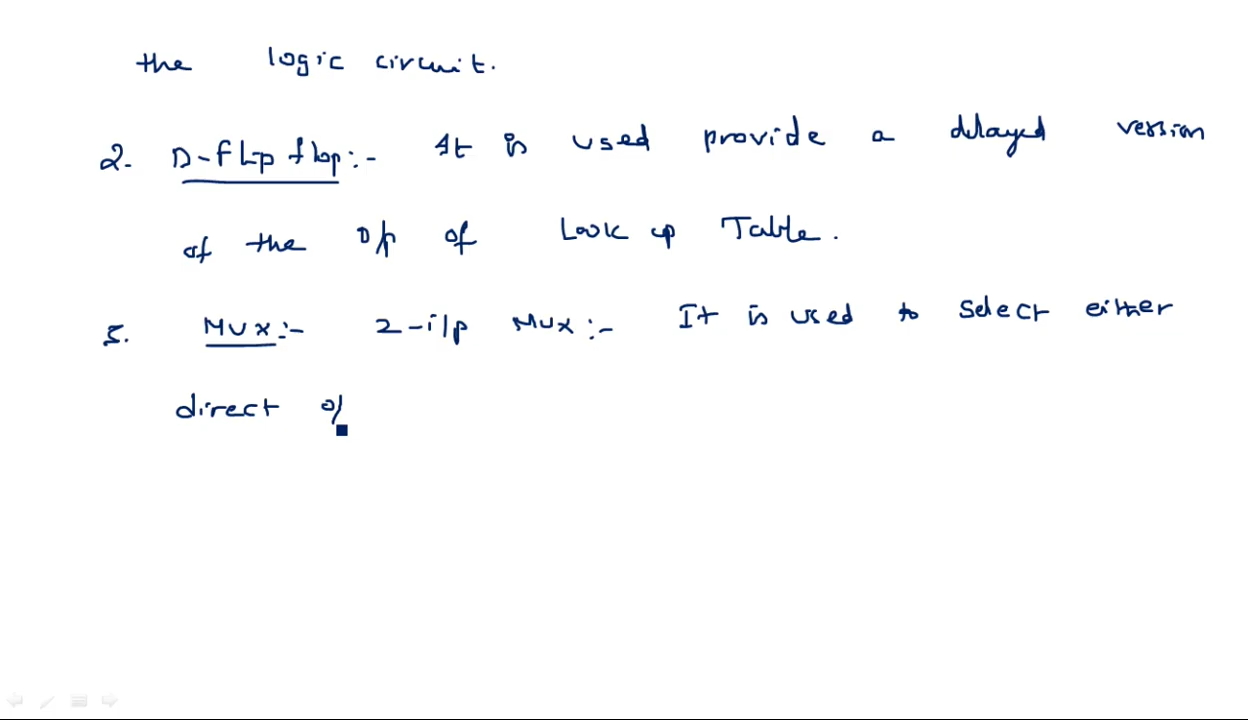 the logic circuit.
2. D-flip flop:- It is used provide a delayed version
of the o/p of Look up Table.
3. Mux:- 2-i/p Mux:- It is used to select either
direct o/